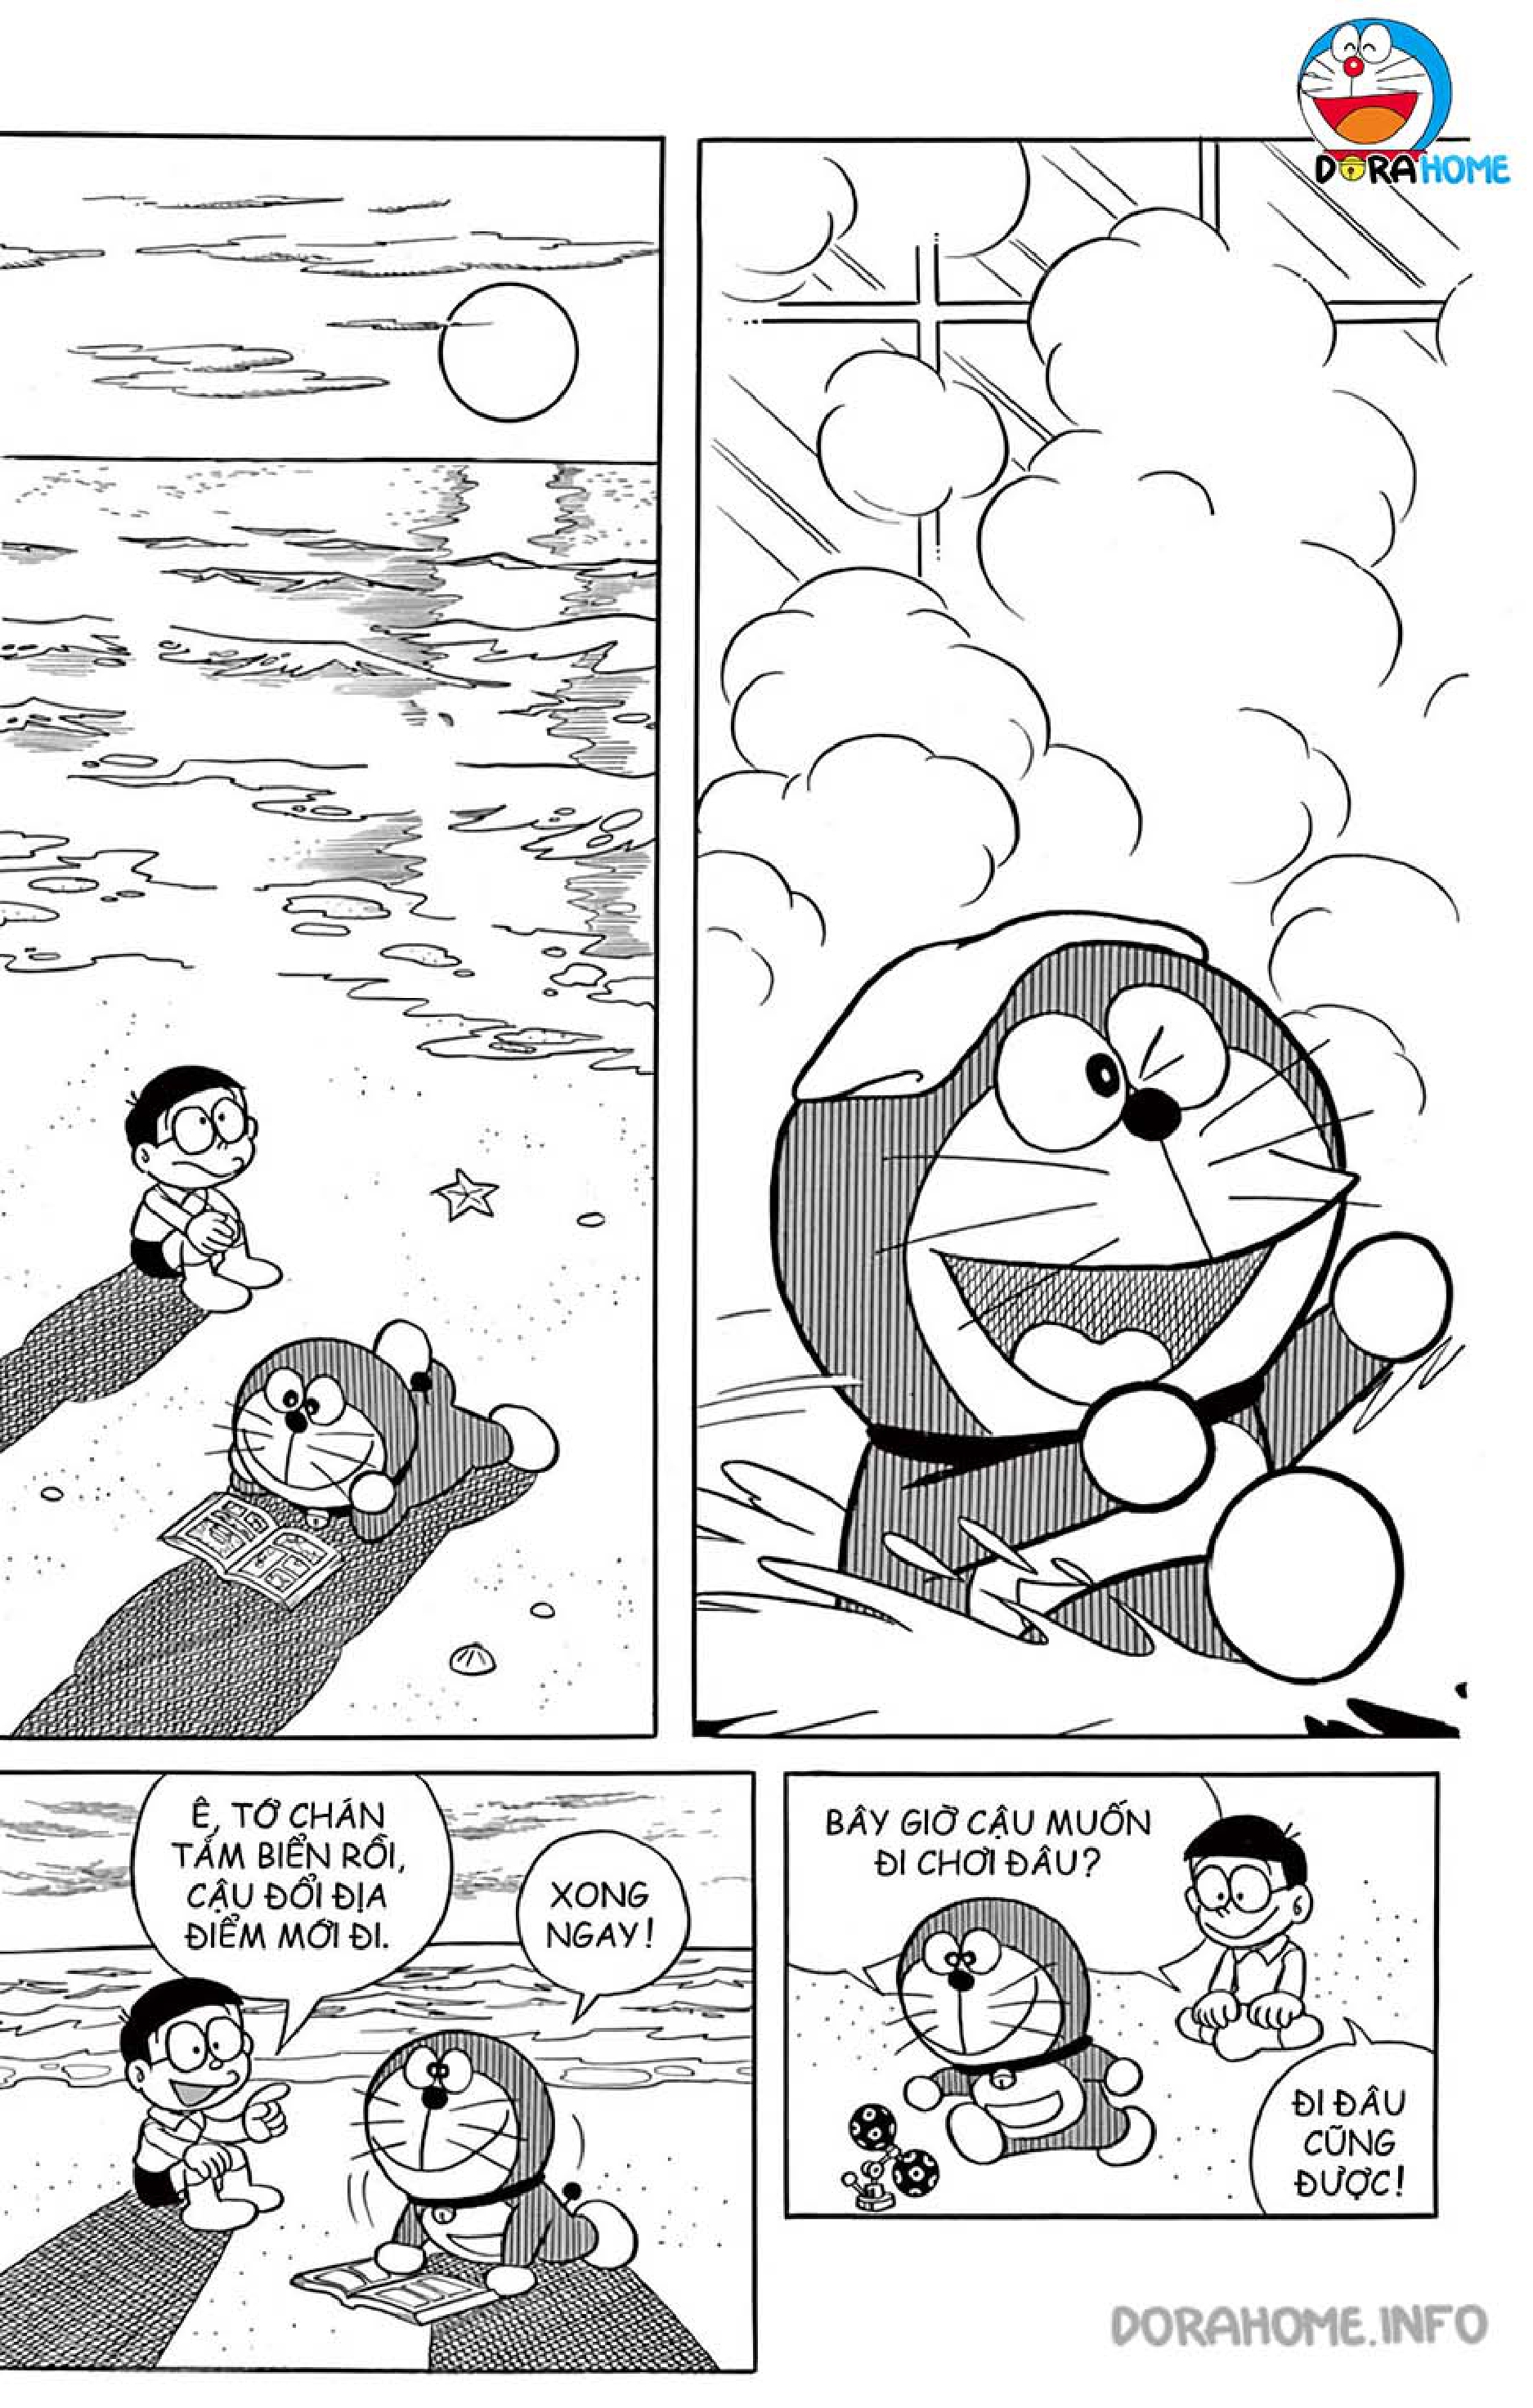 DORAHOME
Ê, TỚ CHÁN
TẮM BIỂN RỒI,
CẬU ĐỔI ĐỊA
ĐIỂM MỚI ĐI.
XONG
NGAY!
BÂY GIỜ CẬU MUỐN
ĐI CHƠI ĐÂU?
ĐI ĐÂU
CŨNG
ĐƯỢC!
DORAHOME.INFO